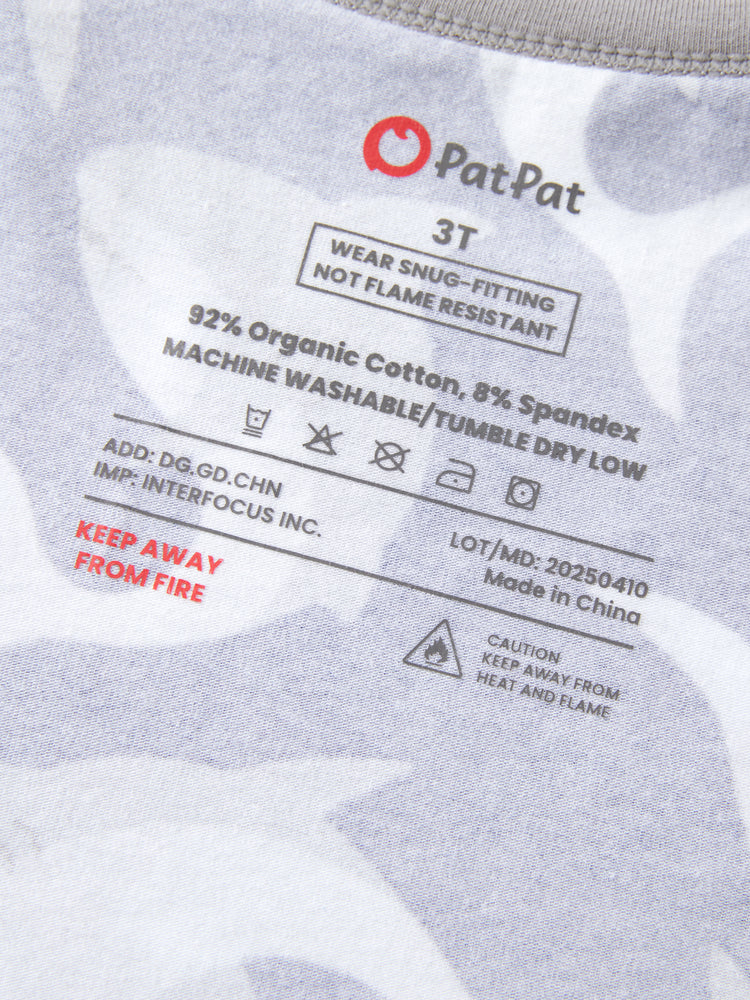 PatPat
3T
WEAR SNUG-FITTING
NOT FLAME RESISTANT
92% Organic Cotton, 8% Spandex
MACHINE WASHABLE/TUMBLE DRY LOW
ADD: DG.GD.CHN
IMP: INTERFOCUS INC.
LOT/MD: 20250410
Made in China
KEEP AWAY
FROM FIRE
CAUTION
KEEP AWAY FROM
HEAT AND FLAME